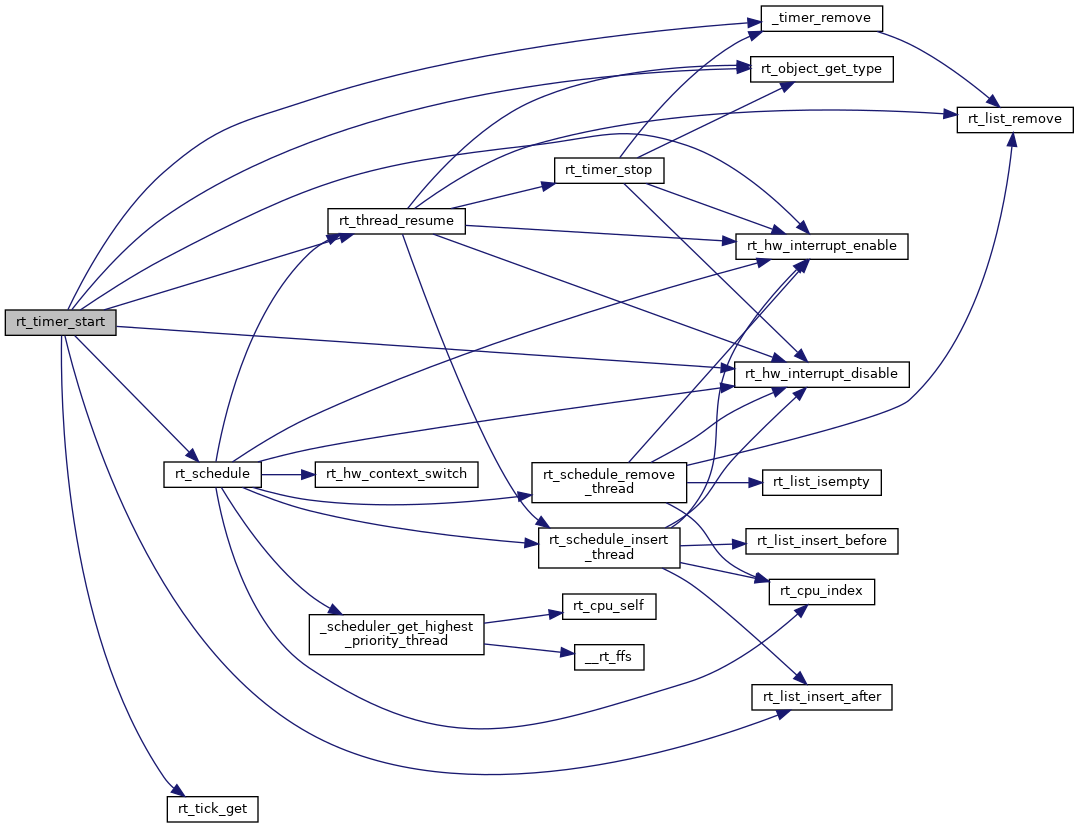 _timer_remove
rt_object_get_type
rt_list_remove
rt_timer_stop
rt_thread_resume
rt_hw_interrupt_enable
rt_timer_start
rt_hw_interrupt_disable
rt_schedule
rt_hw_context_switch
rt_schedule_remove
_thread
rt_list_isempty
rt_schedule_insert
_thread
rt_list_insert_before
rt_cpu_index
rt_cpu_self
_scheduler_get_highest
_priority_thread
__rt_ffs
rt_list_insert_after
rt_tick_get